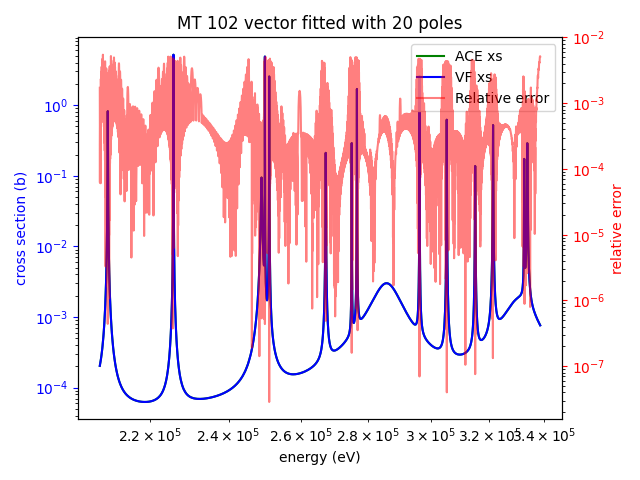 MT 102 vector fitted with 20 poles
ACE xs
VF xs
Relative error
cross section (b)
10⁰
10⁻¹
10⁻²
10⁻³
10⁻⁴
10⁻²
10⁻³
10⁻⁴
10⁻⁵
10⁻⁶
10⁻⁷
relative error
2.2 × 10⁵ 2.4 × 10⁵ 2.6 × 10⁵ 2.8 × 10⁵ 3 × 10⁵ 3.2 × 10⁵ 3.4 × 10⁵
energy (eV)